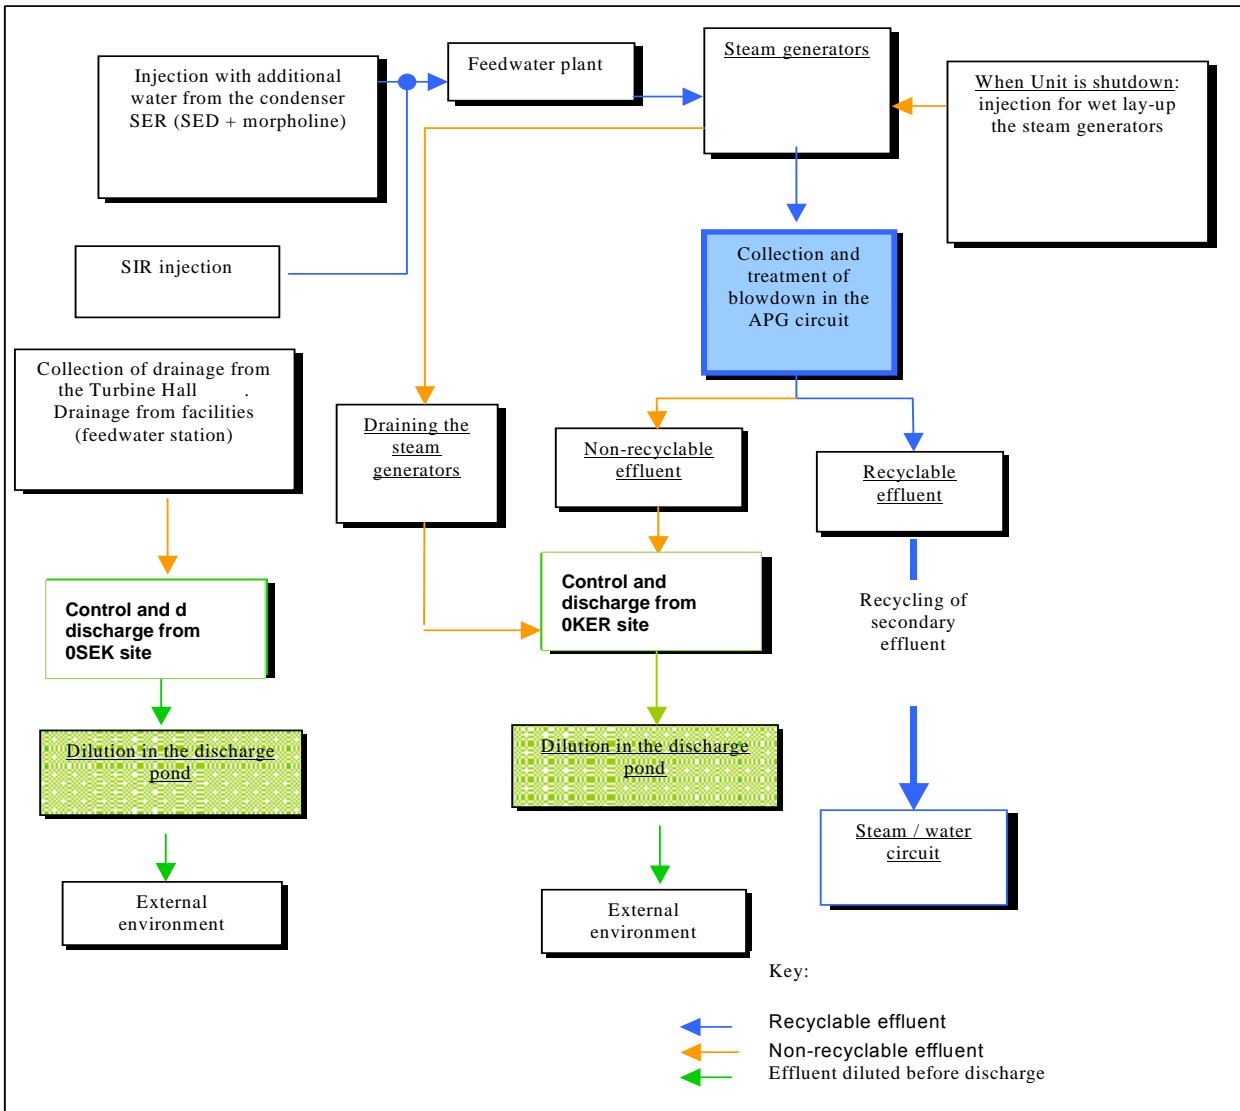 Injection with additional
water from the condenser
SER (SED + morpholine)
Feedwater plant
Steam generators
When Unit is shutdown:
injection for wet lay-up
the steam generators
SIR injection
Collection and
treatment of
blowdown in the
APG circuit
Collection of drainage from
the Turbine Hall .
Drainage from facilities
(feedwater station)
Draining the
steam
generators
Non-recyclable
effluent
Recyclable
effluent
Control and d
discharge from
0SEK site
Control and
discharge from
0KER site
Recycling of
secondary
effluent
Dilution in the discharge
pond
Dilution in the discharge
pond
Steam / water
circuit
External
environment
External
environment
Key:
Recyclable effluent
Non-recyclable effluent
Effluent diluted before discharge